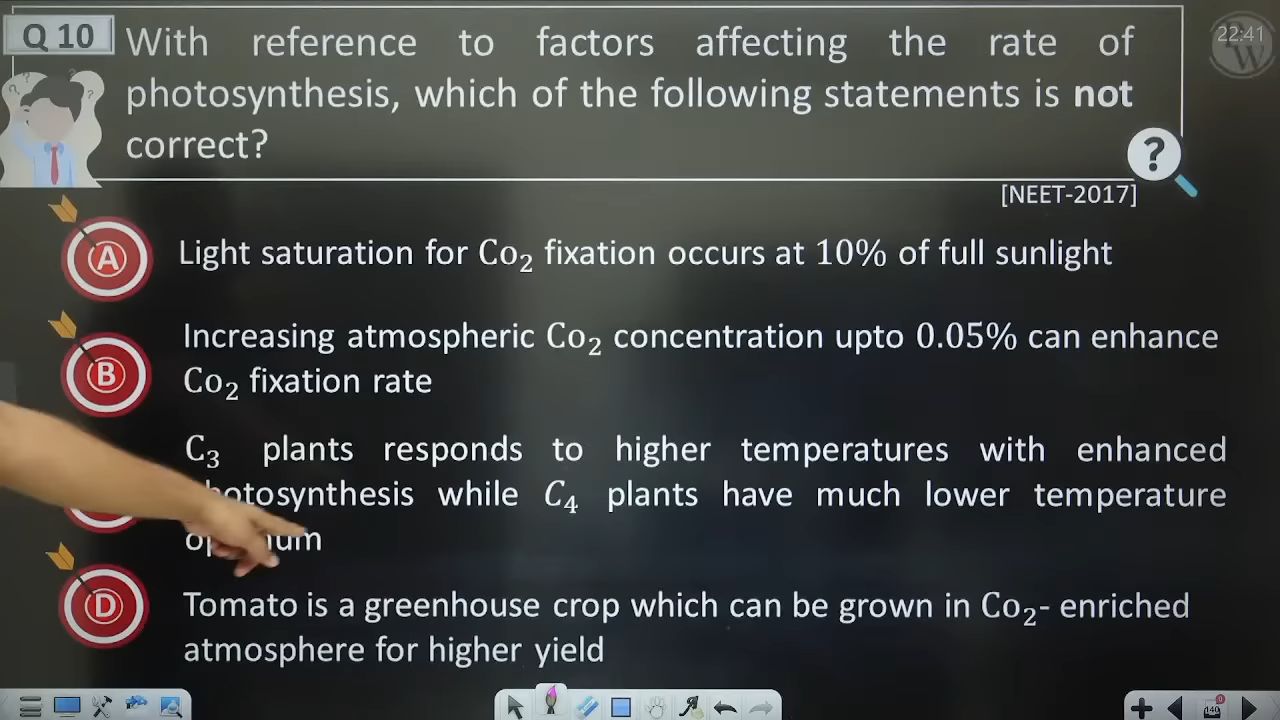 Q 10
With reference to factors affecting the rate of
photosynthesis, which of the following statements is not
correct?
22:41
W
?
[NEET-2017]
A
Light saturation for Co₂ fixation occurs at 10% of full sunlight
B
Increasing atmospheric Co₂ concentration upto 0.05% can enhance
Co₂ fixation rate
C₃ plants responds to higher temperatures with enhanced
photosynthesis while C₄ plants have much lower temperature
D
Tomato is a greenhouse crop which can be grown in Co₂- enriched
atmosphere for higher yield